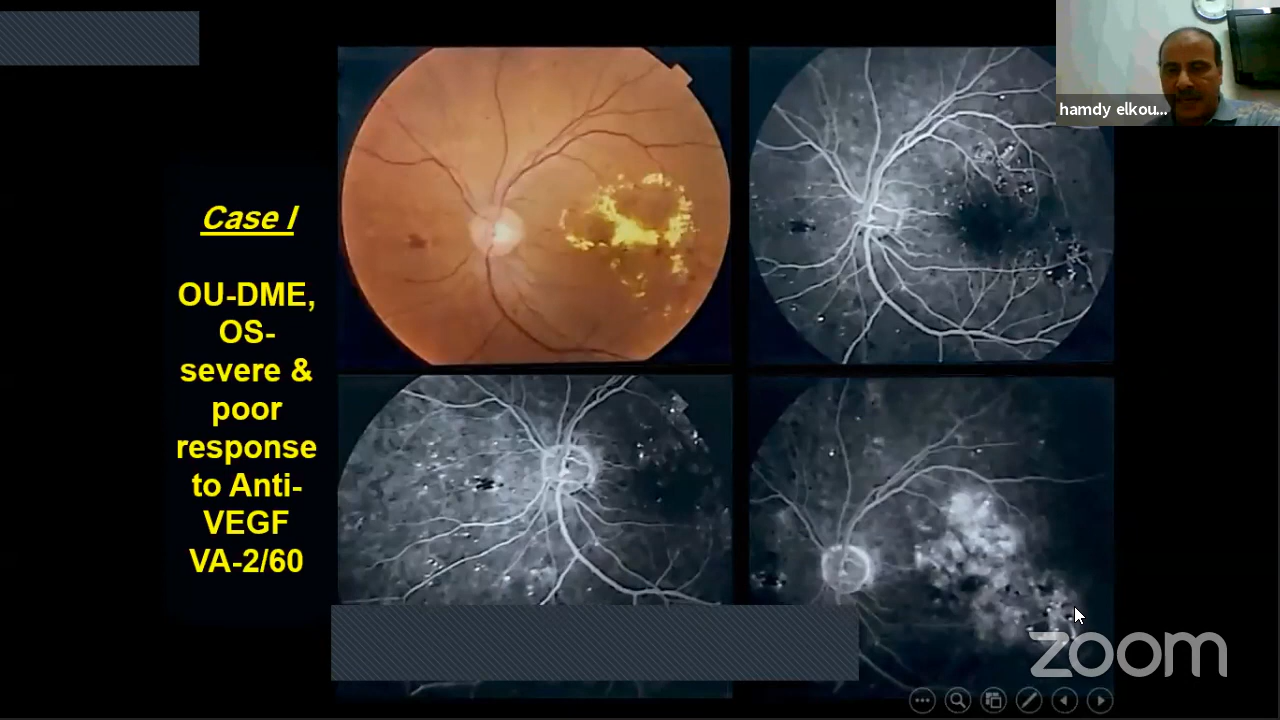 hamdy elkou...
Case I
OU-DME,
OS-
severe &
poor
response
to Anti-
VEGF
VA-2/60
zoom